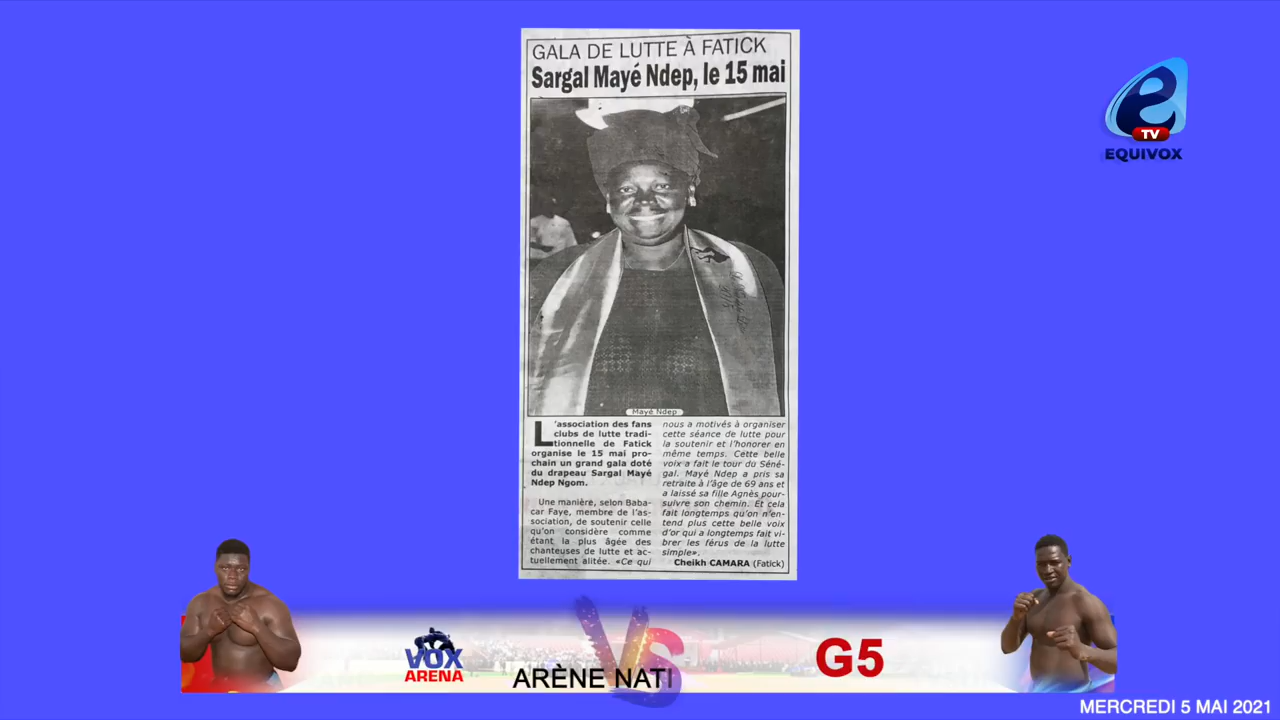 GALA DE LUTTE À FATICK
Sargal Mayé Ndep, le 15 mai
e
TV
EQUIVOX
Mayé Ndep
L'association des fans
clubs de lutte tradi-
tionnelle de Fatick
organise le 15 mai pro-
chain un grand gala doté
du drapeau Sargal Mayé
Ndep Ngom.
Une manière, selon Baba-
car Faye, membre de l'as-
sociation, de soutenir celle
qu'on considère comme
étant la plus âgée des
chanteuses de lutte et ac-
tuellement alitée. «Ce qui
nous a motivés à organiser
cette séance de lutte pour
la soutenir et l'honorer en
même temps. Cette belle
voix a fait le tour du Séné-
gal. Mayé Ndep a pris sa
retraite à l'âge de 69 ans et
a laissé sa fille Agnès pour-
suivre son chemin. Et cela
fait longtemps qu'on n'en-
tend plus cette belle voix
d'or qui a longtemps fait vi-
brer les férus de la lutte
simple».
Cheikh CAMARA (Fatick)
VOX
ARENA
VS
ARÈNE NATI
G5
MERCREDI 5 MAI 2021